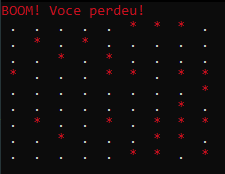 BOOM! Voce perdeu!
. . . . . * * * .
. * . * . . . . .
. . * . * . . . .
* . . . * * . * *
. . . . . . . . *
. . . . . . . * .
. * . . * . * * *
. . * . . . * * .
. . . . . * * . *